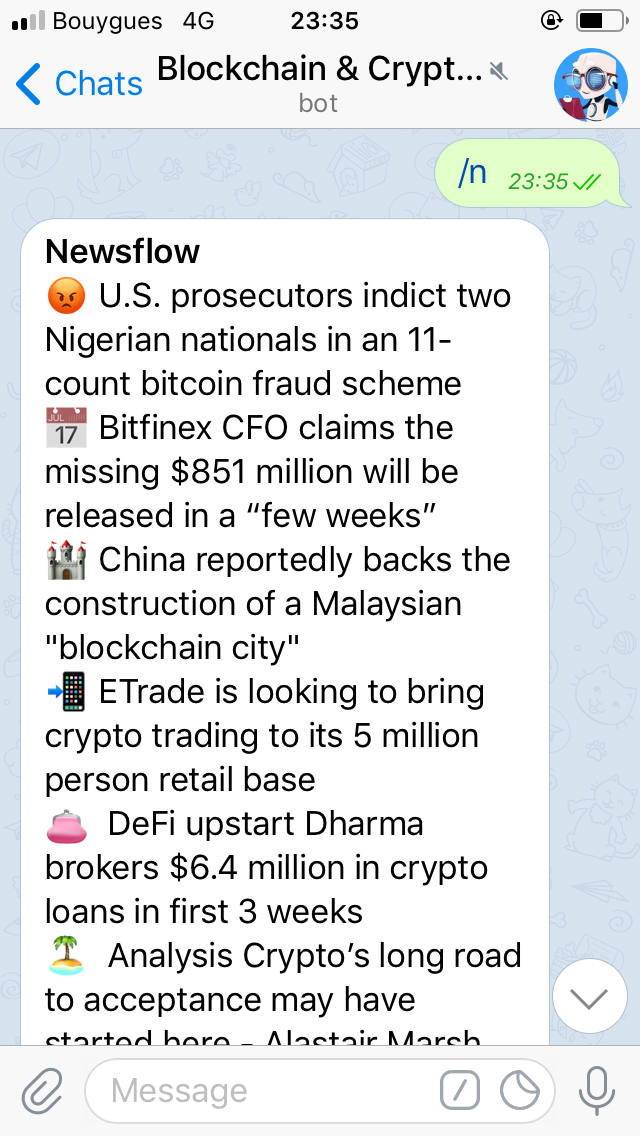 Bouygues 4G 23:35
Chats Blockchain & Crypt...
bot
/n 23:35
Newsflow
😡 U.S. prosecutors indict two
Nigerian nationals in an 11-
count bitcoin fraud scheme
📅 Bitfinex CFO claims the
missing $851 million will be
released in a “few weeks”
🏰 China reportedly backs the
construction of a Malaysian
"blockchain city"
📲 ETrade is looking to bring
crypto trading to its 5 million
person retail base
👛 DeFi upstart Dharma
brokers $6.4 million in crypto
loans in first 3 weeks
🏝 Analysis Crypto’s long road
to acceptance may have
started here - Alastair Marsh
Message